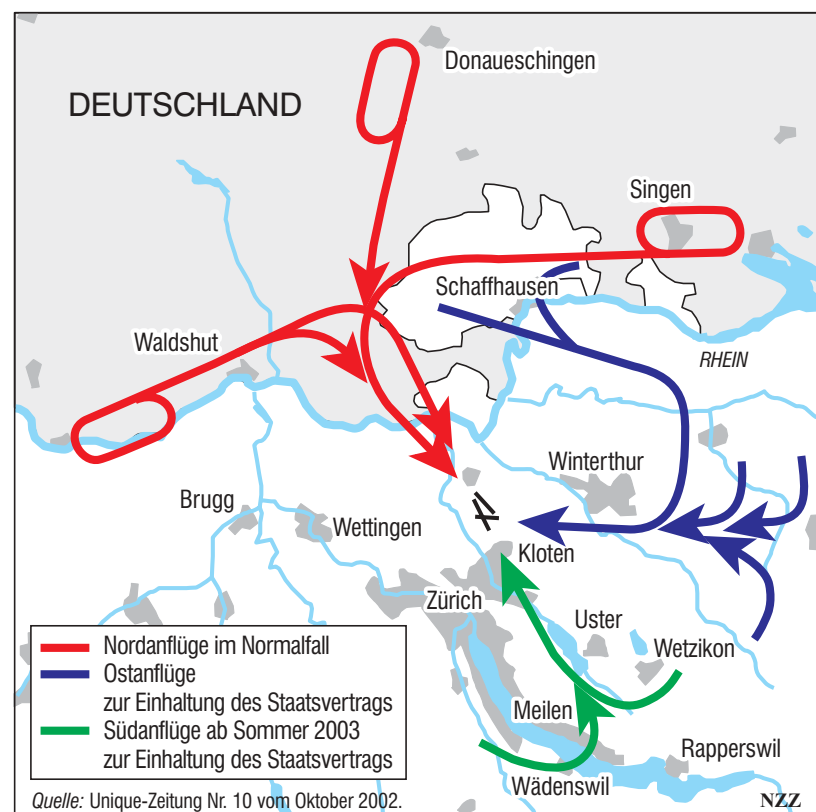 Donaueschingen
DEUTSCHLAND
Singen
Schaffhausen
Waldshut
RHEIN
Winterthur
Brugg
Wettingen
Kloten
Zürich
Uster
Wetzikon
Meilen
Rapperswil
Wädenswil
Nordanflüge im Normalfall
Ostanflüge
zur Einhaltung des Staatsvertrags
Südanflüge ab Sommer 2003
zur Einhaltung des Staatsvertrags
Quelle: Unique-Zeitung Nr. 10 vom Oktober 2002.
NZZ